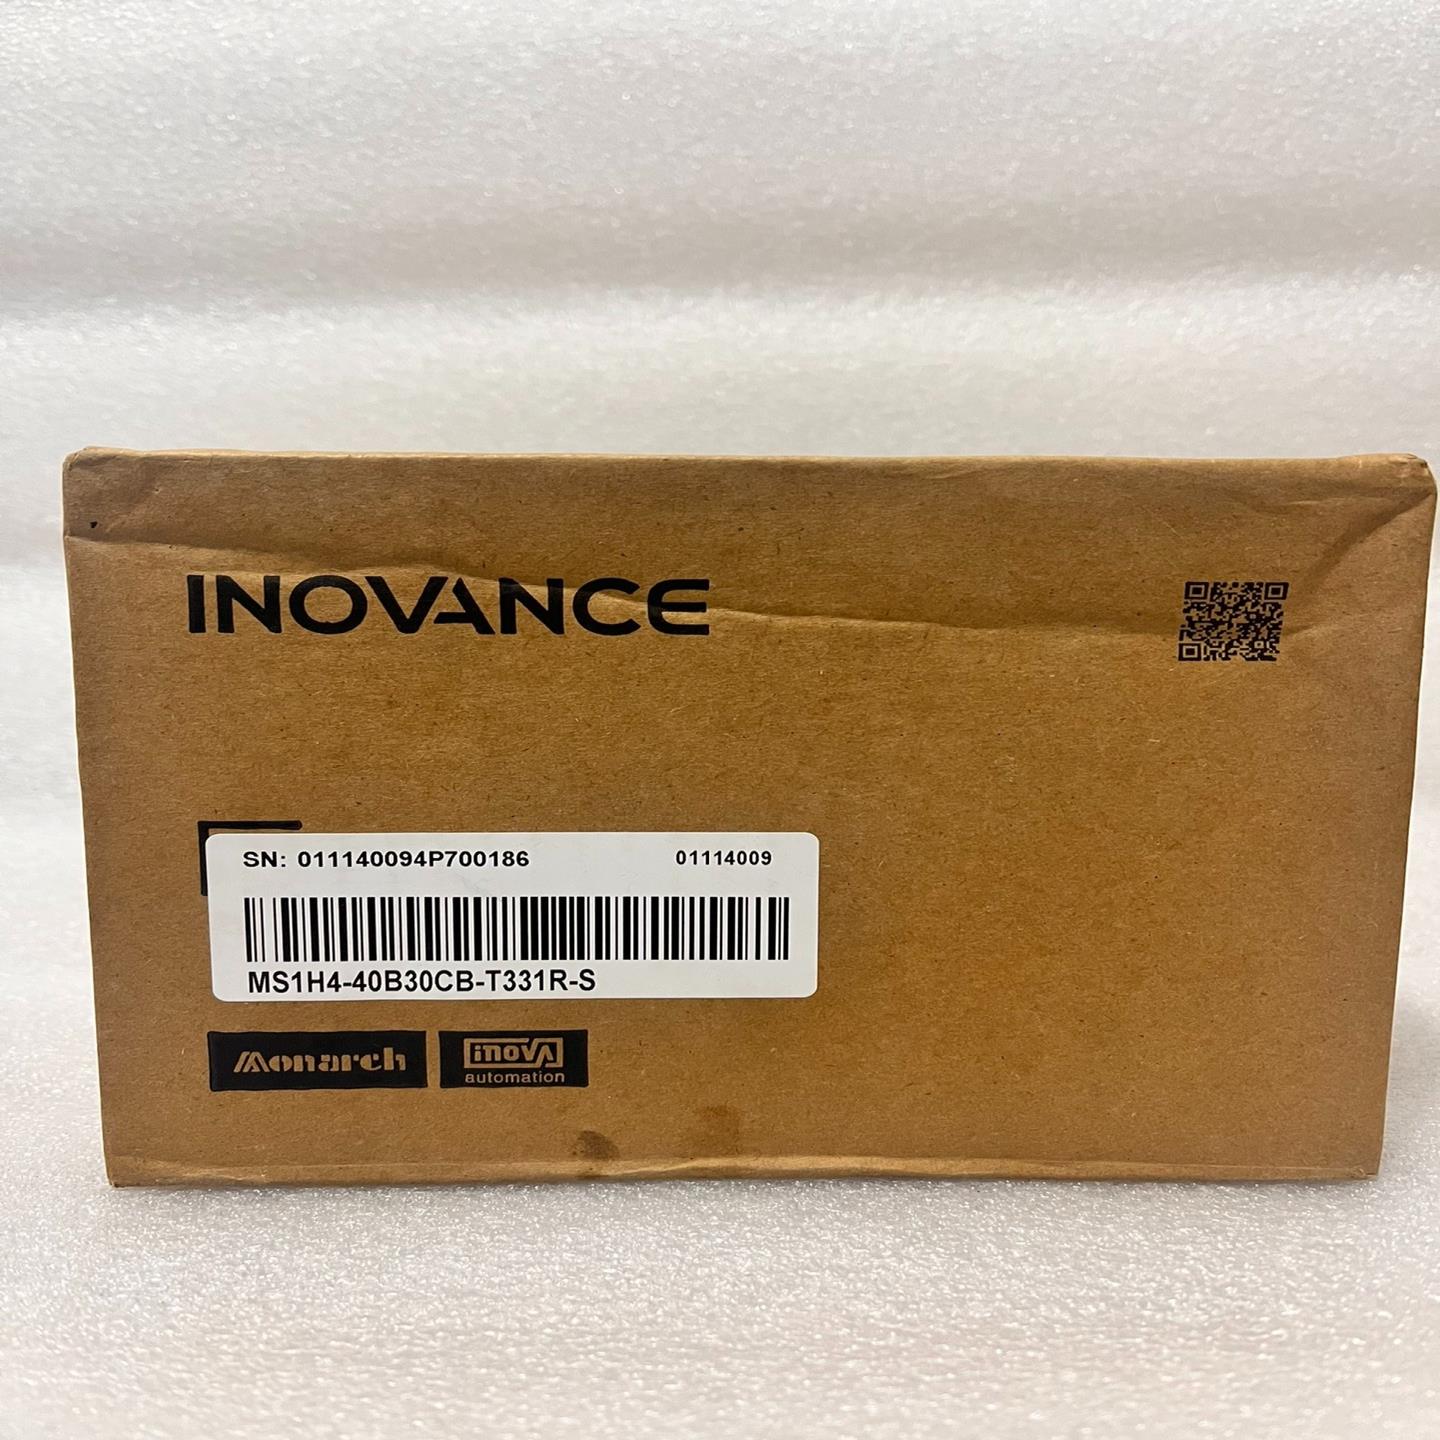 INOVANCE
SN: 011140094P700186 01114009
MS1H4-40B30CB-T331R-S
Monarch
inovA
automation